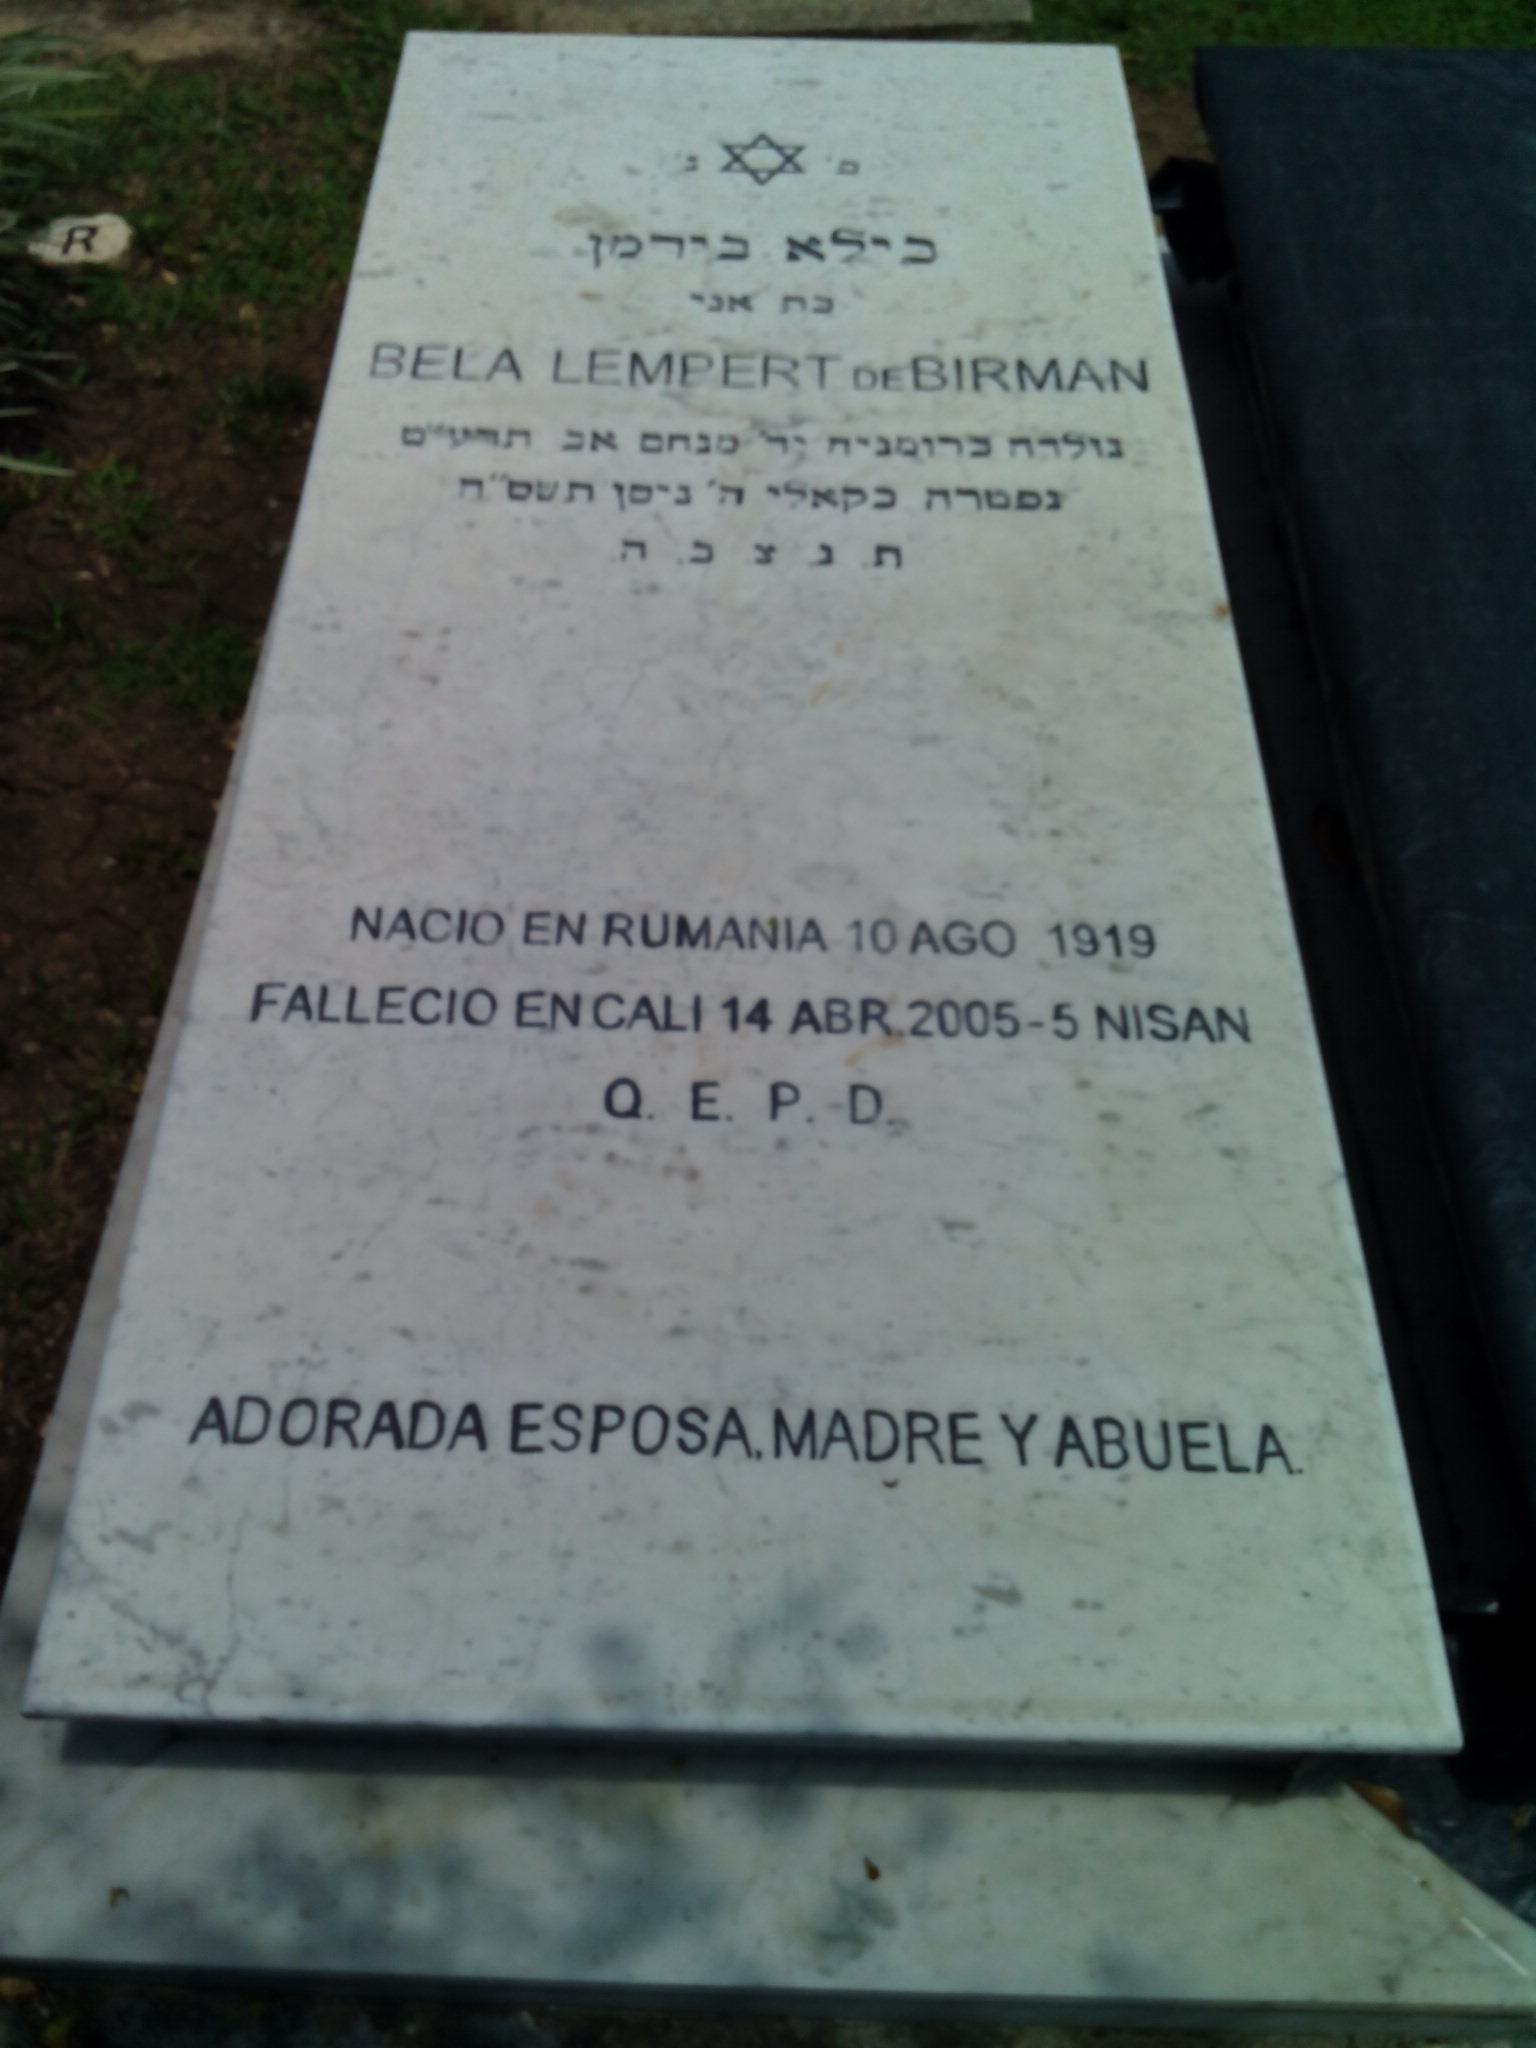 פ' נ'
בילא בירמן
בת אני
BELA LEMPERT DE BIRMAN
נולדה ברומניה יד' מנחם אב תרע"ט
נפטרה בקאלי ה' ניסן תשס"ה
ת. נ. צ. ב. ה.
NACIO EN RUMANIA 10 AGO 1919
FALLECIO EN CALI 14 ABR. 2005-5 NISAN
Q. E. P. D.
ADORADA ESPOSA, MADRE Y ABUELA.
R